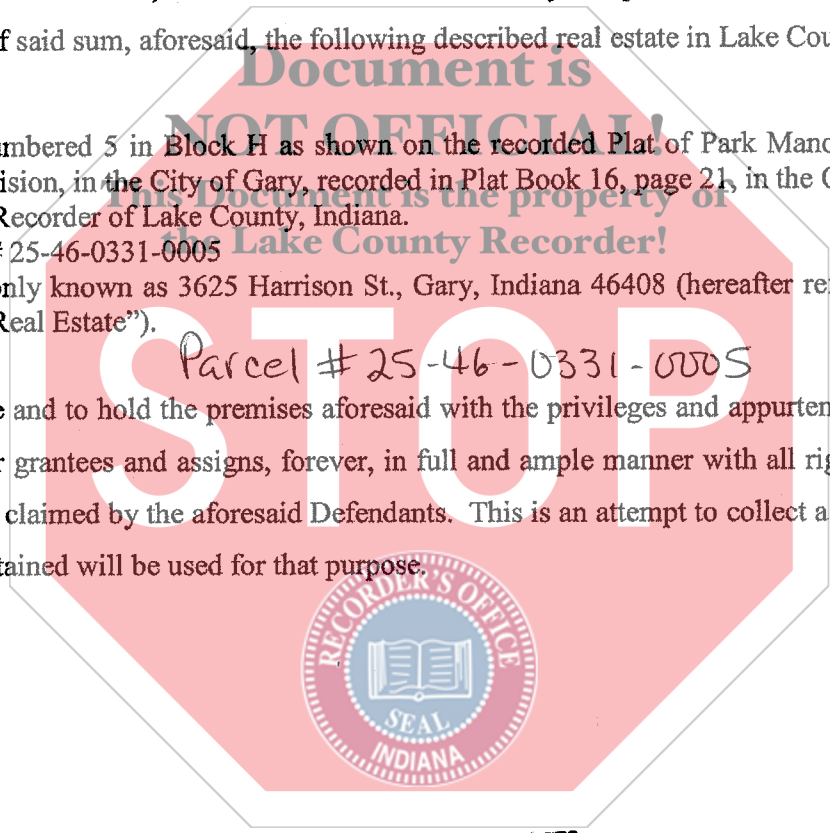 f said sum, aforesaid, the following described real estate in Lake Cou
Document is
NOT OFFICIAL!
umbered 5 in Block H as shown on the recorded Plat of Park Mano
ision, in the City of Gary, recorded in Plat Book 16, page 21, in the O
This Document is the property of
Recorder of Lake County, Indiana.
the Lake County Recorder!
25-46-0331-0005
only known as 3625 Harrison St., Gary, Indiana 46408 (hereafter re
Real Estate”).
STOP
Parcel # 25-46-0331-0005
e and to hold the premises aforesaid with the privileges and appurten
r grantees and assigns, forever, in full and ample manner with all rig
claimed by the aforesaid Defendants. This is an attempt to collect a
tained will be used for that purpose.
RECORDER'S OFFICE
SEAL
INDIANA